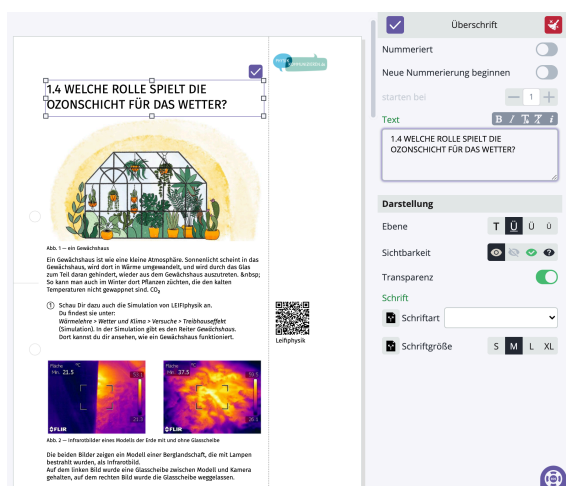 Überschrift
Nummeriert
Neue Nummerierung beginnen
starten bei
1
Text
B
i
1.4 WELCHE ROLLE SPIELT DIE
OZONSCHICHT FÜR DAS WETTER?
Darstellung
Ebene
T Ü Ü Ü
Sichtbarkeit
Transparenz
Schrift
Schriftart
Schriftgröße
S M L XL
1.4 WELCHE ROLLE SPIELT DIE
OZONSCHICHT FÜR DAS WETTER?
Abb. 1 — ein Gewächshaus
Ein Gewächshaus ist wie eine kleine Atmosphäre. Sonnenlicht scheint in das
Gewächshaus, wird dort in Wärme umgewandelt, und wird durch das Glas
zum Teil daran gehindert, wieder aus dem Gewächshaus auszutreten. &nbsp;
So kann man auch im Winter dort Pflanzen züchten, die den kalten
Temperaturen nicht gewappnet sind. CO₂
1 Schau Dir dazu auch die Simulation von LEIFIphysik an.
Du findest sie unter:
Wärmelehre > Wetter und Klima > Versuche > Treibhauseffekt
(Simulation). In der Simulation gibt es den Reiter Gewächshaus.
Dort kannst du dir ansehen, wie ein Gewächshaus funktioniert.
Leifiphysik
Fläche
Min. 21.5
FLIR
Fläche
Min. 37.5
FLIR
Abb. 2 — Infrarotbilder eines Modells der Erde mit und ohne Glasscheibe
Die beiden Bilder zeigen ein Modell einer Berglandschaft, die mit Lampen
bestrahlt wurden, als Infrarotbild.
Auf dem linken Bild wurde eine Glasscheibe zwischen Modell und Kamera
gehalten, auf dem rechten Bild wurde die Glasscheibe weggelassen.